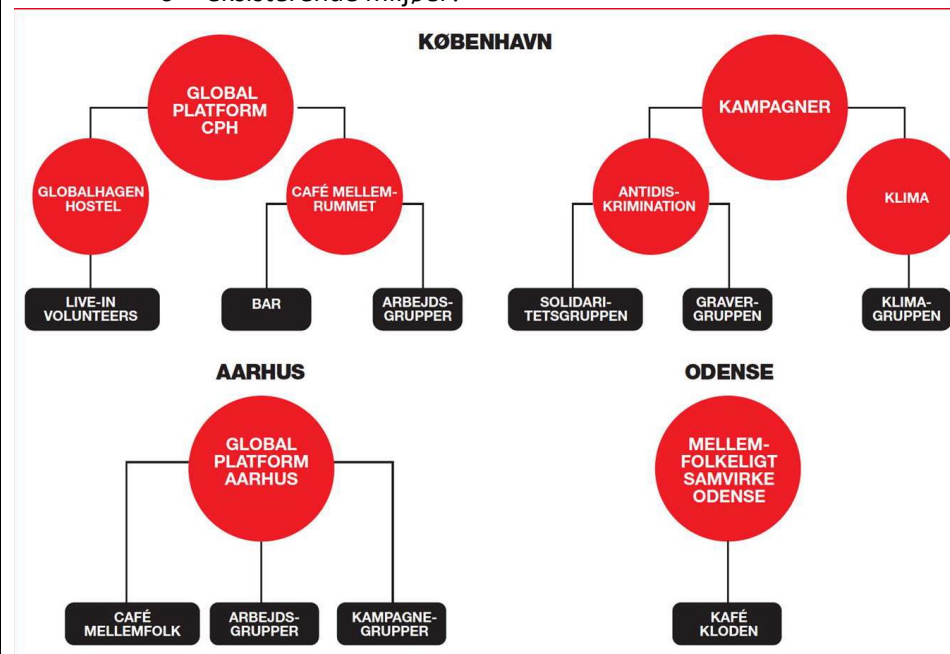 KØBENHAVN
GLOBAL
PLATFORM
CPH
GLOBALHAGEN
HOSTEL
CAFÉ MELLEM-
RUMMET
LIVE-IN
VOLUNTEERS
BAR
ARBEJDS-
GRUPPER
KAMPAGNER
ANTIDIS-
KRIMINATION
KLIMA
SOLIDARI-
TETSGRUPPEN
GRAVER-
GRUPPEN
KLIMA-
GRUPPEN
AARHUS
GLOBAL
PLATFORM
AARHUS
CAFÉ
MELLEMFOLK
ARBEJDS-
GRUPPER
KAMPAGNE-
GRUPPER
ODENSE
MELLEM-
FOLKELIGT
SAMVIRKE
ODENSE
KAFÉ
KLODEN